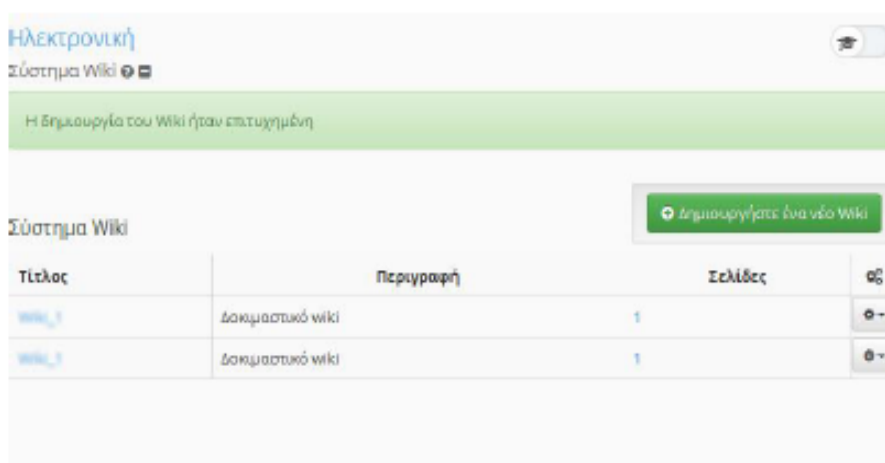 Ηλεκτρονική
Σύστημα Wiki
Η δημιουργία του Wiki ήταν επιτυχημένη
Δημιουργήστε ένα νέο Wiki
Σύστημα Wiki
Τίτλος Περιγραφή Σελίδες
Wiki_1 Δοκιμαστικό wiki 1
Wiki_1 Δοκιμαστικό wiki 1